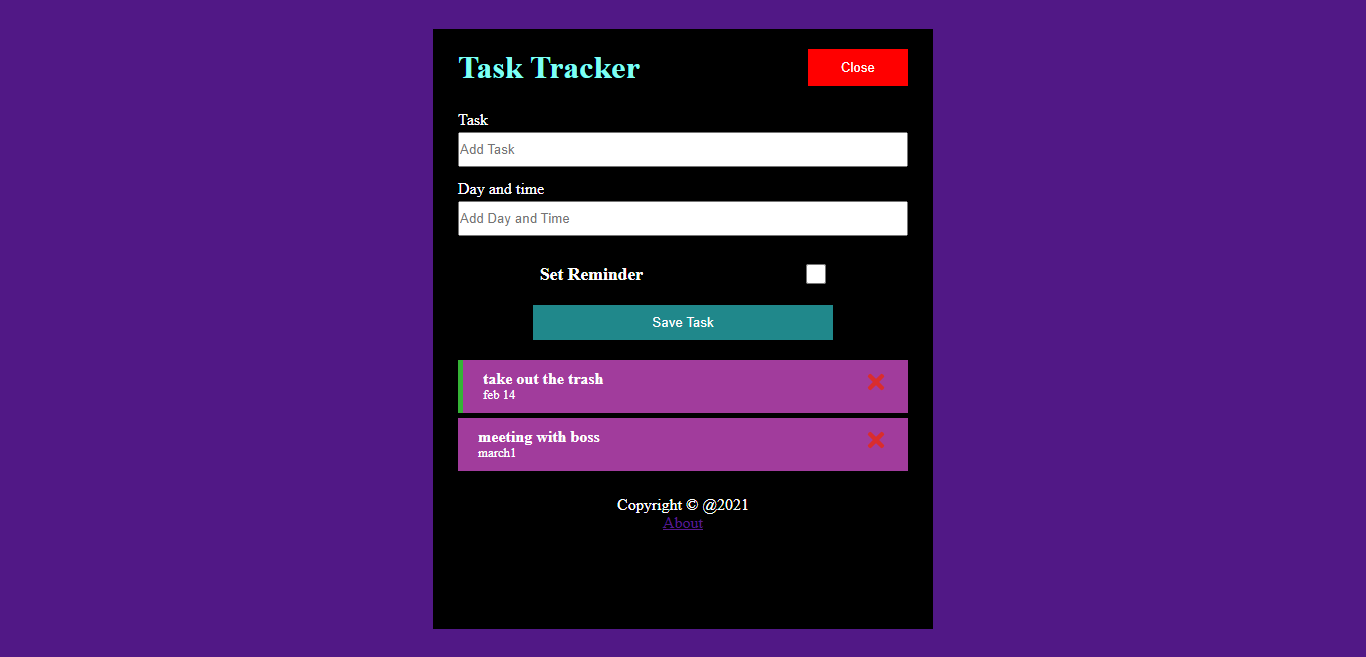 Task Tracker
Close
Task
Add Task
Day and time
Add Day and Time
Set Reminder
Save Task
take out the trash
feb 14
meeting with boss
march1
Copyright © @2021
About